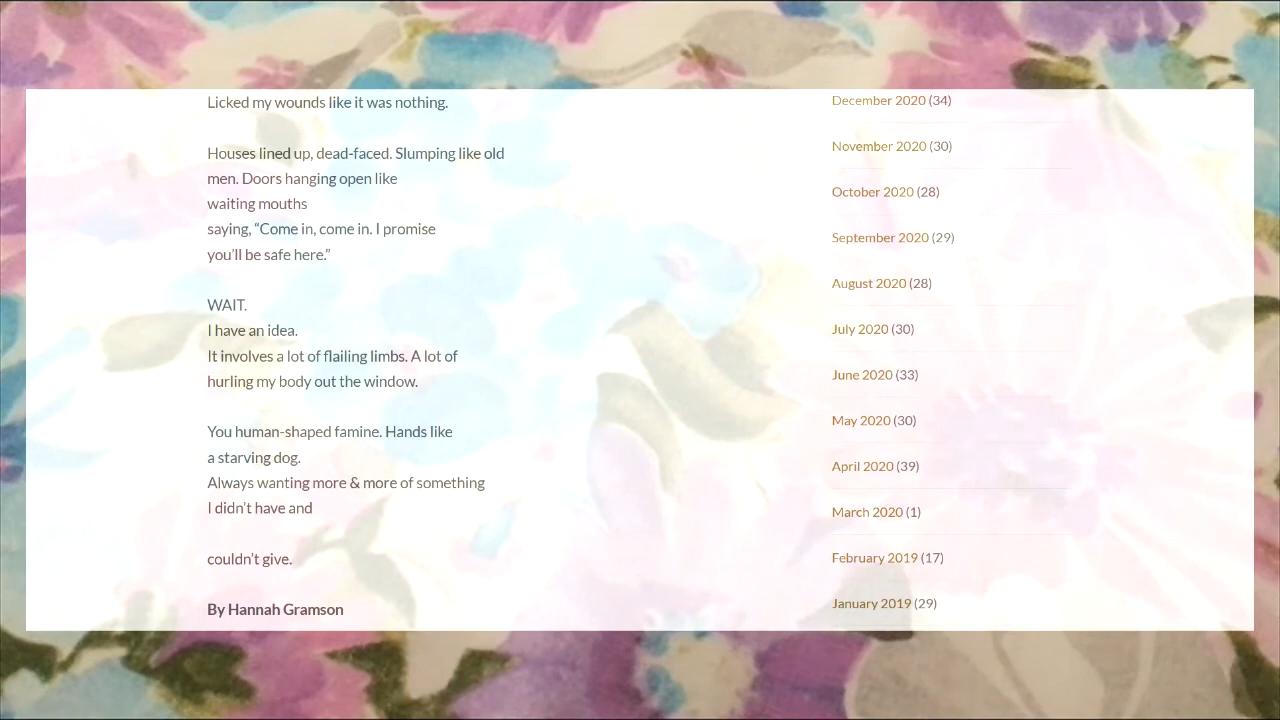 Licked my wounds like it was nothing.
Houses lined up, dead-faced. Slumping like old
men. Doors hanging open like
waiting mouths
saying, “Come in, come in. I promise
you’ll be safe here.”
WAIT.
I have an idea.
It involves a lot of flailing limbs. A lot of
hurling my body out the window.
You human-shaped famine. Hands like
a starving dog.
Always wanting more & more of something
I didn’t have and
couldn’t give.
By Hannah Gramson
December 2020 (34)
November 2020 (30)
October 2020 (28)
September 2020 (29)
August 2020 (28)
July 2020 (30)
June 2020 (33)
May 2020 (30)
April 2020 (39)
March 2020 (1)
February 2019 (17)
January 2019 (29)